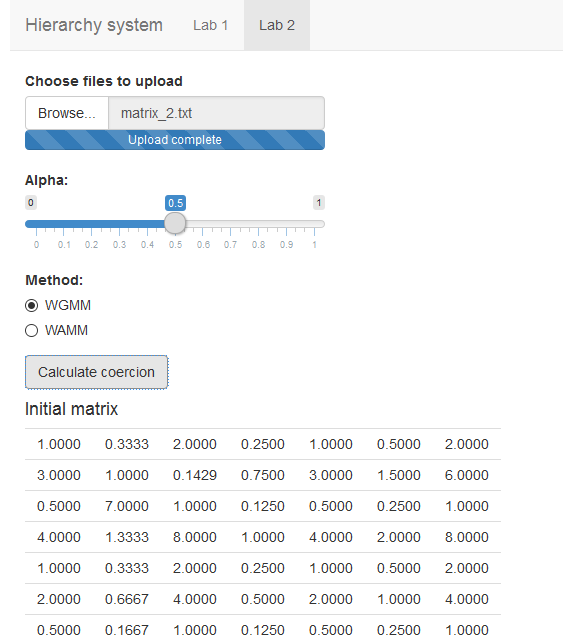 Hierarchy system Lab 1 Lab 2
Choose files to upload
Browse... matrix_2.txt
Upload complete
Alpha:
0 0.5 1
0 0.1 0.2 0.3 0.4 0.5 0.6 0.7 0.8 0.9 1
Method:
WGMM
WAMM
Calculate coercion
Initial matrix
1.0000 0.3333 2.0000 0.2500 1.0000 0.5000 2.0000
3.0000 1.0000 0.1429 0.7500 3.0000 1.5000 6.0000
0.5000 7.0000 1.0000 0.1250 0.5000 0.2500 1.0000
4.0000 1.3333 8.0000 1.0000 4.0000 2.0000 8.0000
1.0000 0.3333 2.0000 0.2500 1.0000 0.5000 2.0000
2.0000 0.6667 4.0000 0.5000 2.0000 1.0000 4.0000
0.5000 0.1667 1.0000 0.1250 0.5000 0.2500 1.0000